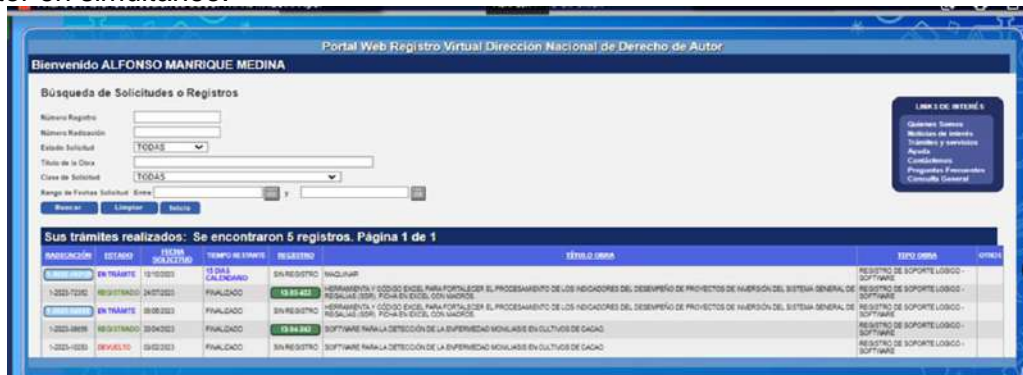 Portal Web Registro Virtual Dirección Nacional de Derecho de Autor
Bienvenido ALFONSO MANRIQUE MEDINA
Búsqueda de Solicitudes o Registros
Número Registro
Número Radicación
Estado Solicitud TODAS
Título de la Obra
Clase de Solicitud TODAS
Rango de Fechas Solicitud Entre y
Buscar Limpiar Inicio
LINKS DE INTERÉS
Quienes Somos
Noticias de interés
Trámites y servicios
Ayuda
Contáctenos
Preguntas Frecuentes
Consulta General
Sus trámites realizados: Se encontraron 5 registros. Página 1 de 1
RADICACIÓN ESTADO FECHA SOLICITUD TIEMPO RESTANTE REGISTRO TÍTULO OBRA TIPO OBRA OTROS
EN TRÁMITE 15 DÍAS CALENDARIO SIN REGISTRO MAQLINAR REGISTRO DE SOPORTE LOGICO - SOFTWARE
REGISTRADO FINALIZADO HERRAMIENTA Y CÓDIGO EXCEL PARA FORTALECER EL PROCESAMIENTO DE LOS INDICADORES DEL DESEMPEÑO DE PROYECTOS DE INVERSIÓN DEL SISTEMA GENERAL DE REGALIAS (SGR). FICHA EN EXCEL CON MACROS. REGISTRO DE SOPORTE LOGICO - SOFTWARE
EN TRÁMITE FINALIZADO SIN REGISTRO HERRAMIENTA Y CÓDIGO EXCEL PARA FORTALECER EL PROCESAMIENTO DE LOS INDICADORES DEL DESEMPEÑO DE PROYECTOS DE INVERSIÓN DEL SISTEMA GENERAL DE REGALIAS (SGR). FICHA EN EXCEL CON MACROS. REGISTRO DE SOPORTE LOGICO - SOFTWARE
REGISTRADO FINALIZADO SOFTWARE PARA LA DETECCIÓN DE LA ENFERMEDAD MONILIASIS EN CULTIVOS DE CACAO REGISTRO DE SOPORTE LOGICO - SOFTWARE
DEVUELTO FINALIZADO SIN REGISTRO SOFTWARE PARA LA DETECCIÓN DE LA ENFERMEDAD MONILIASIS EN CULTIVOS DE CACAO REGISTRO DE SOPORTE LOGICO - SOFTWARE